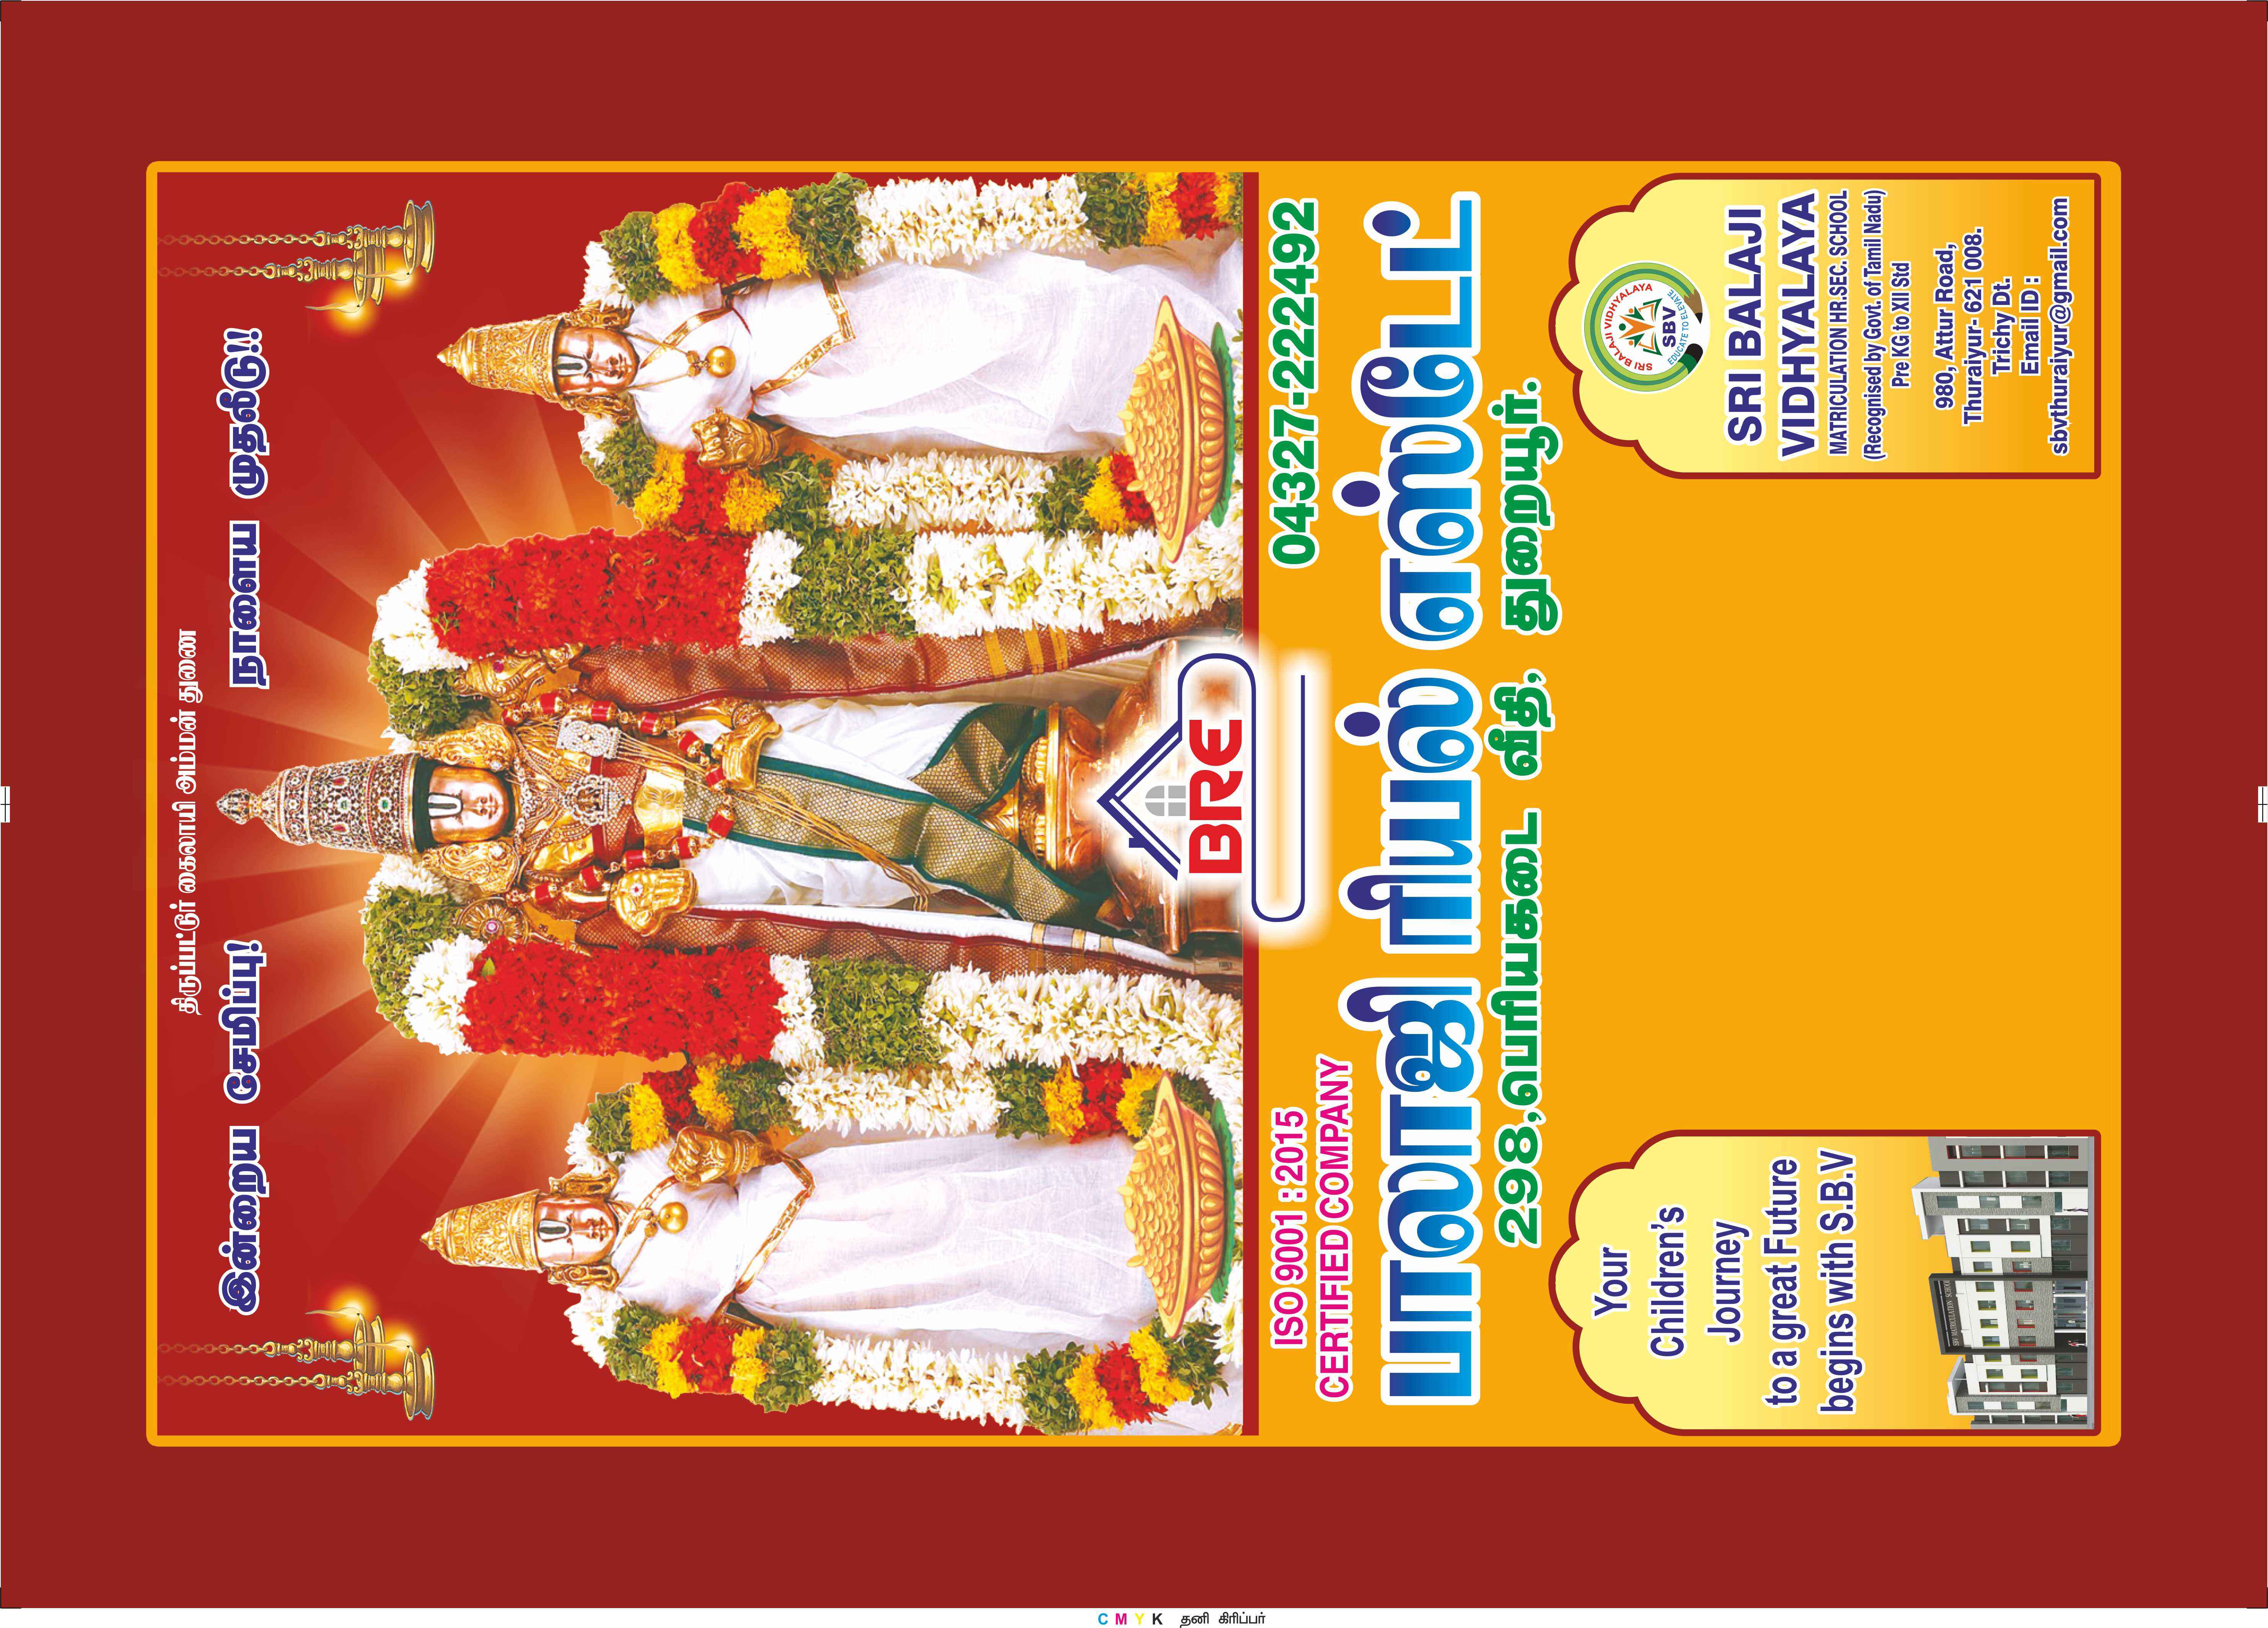 திருப்பட்டூர் கைலாயி அம்மன் துணை
இன்றைய சேமிப்பு! நாளைய முதலீடு!!
BRE
ISO 9001 : 2015
CERTIFIED COMPANY
04327-222492
பாலாஜி ரியல் எஸ்டேட்
298,பெரியகடை வீதி, துறையூர்.
Your
Children's
Journey
to a great Future
begins with S.B.V
SBV MATRICULATION SCHOOL
SRI BALAJI VIDHYALAYA
SBV
EDUCATE TO ELEVATE
SRI BALAJI
VIDHYALAYA
MATRICULATION HR.SEC. SCHOOL
(Recognised by Govt. of Tamil Nadu)
Pre KG to XII Std
980, Attur Road,
Thuraiyur- 621 008.
Trichy Dt.
Email ID :
sbvthuraiyur@gmail.com
C M Y K தனி கிரிப்பர்